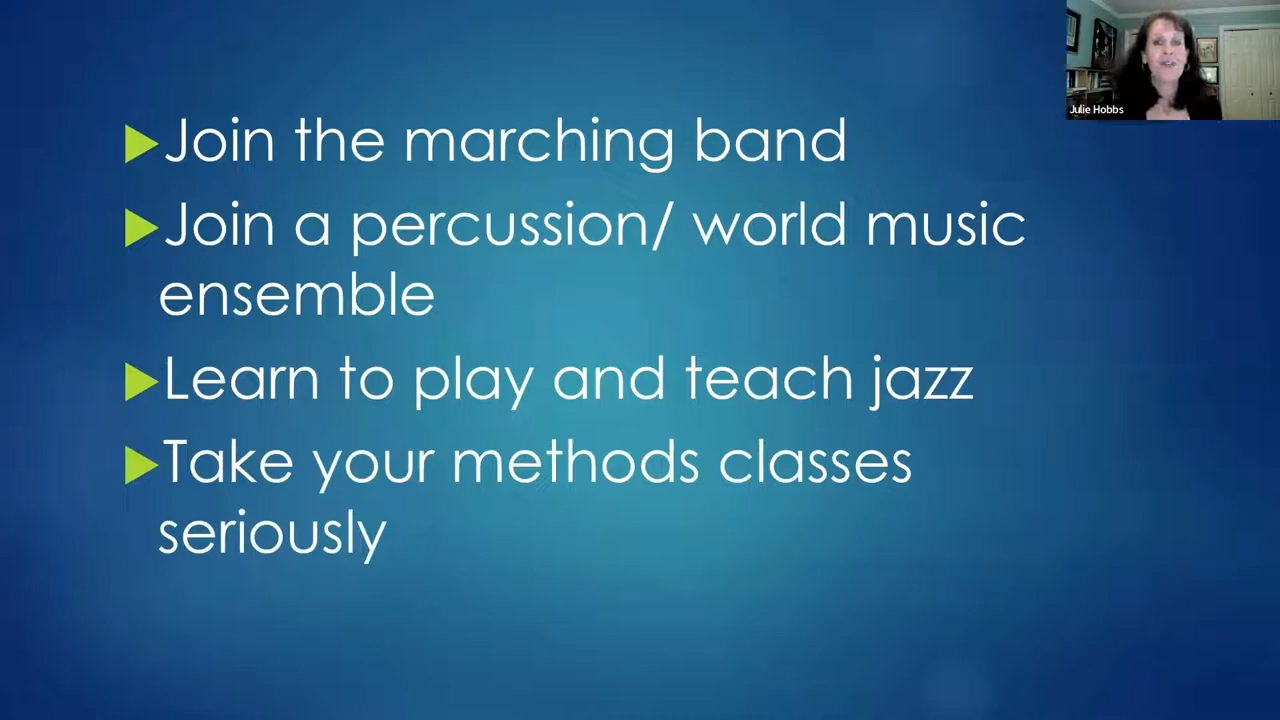 Join the marching band
Join a percussion/ world music
ensemble
Learn to play and teach jazz
Take your methods classes
seriously
Julie Hobbs